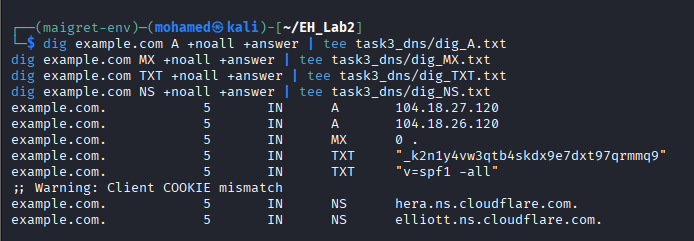 ┌──(maigret-env)─(mohamed㉿kali)-[~/EH_Lab2]
└─$ dig example.com A +noall +answer | tee task3_dns/dig_A.txt
dig example.com MX +noall +answer | tee task3_dns/dig_MX.txt
dig example.com TXT +noall +answer | tee task3_dns/dig_TXT.txt
dig example.com NS +noall +answer | tee task3_dns/dig_NS.txt
example.com. 5 IN A 104.18.27.120
example.com. 5 IN A 104.18.26.120
example.com. 5 IN MX 0 .
example.com. 5 IN TXT "_k2n1y4vw3qtb4skdx9e7dxt97qrmmq9"
example.com. 5 IN TXT "v=spf1 -all"
;; Warning: Client COOKIE mismatch
example.com. 5 IN NS hera.ns.cloudflare.com.
example.com. 5 IN NS elliott.ns.cloudflare.com.